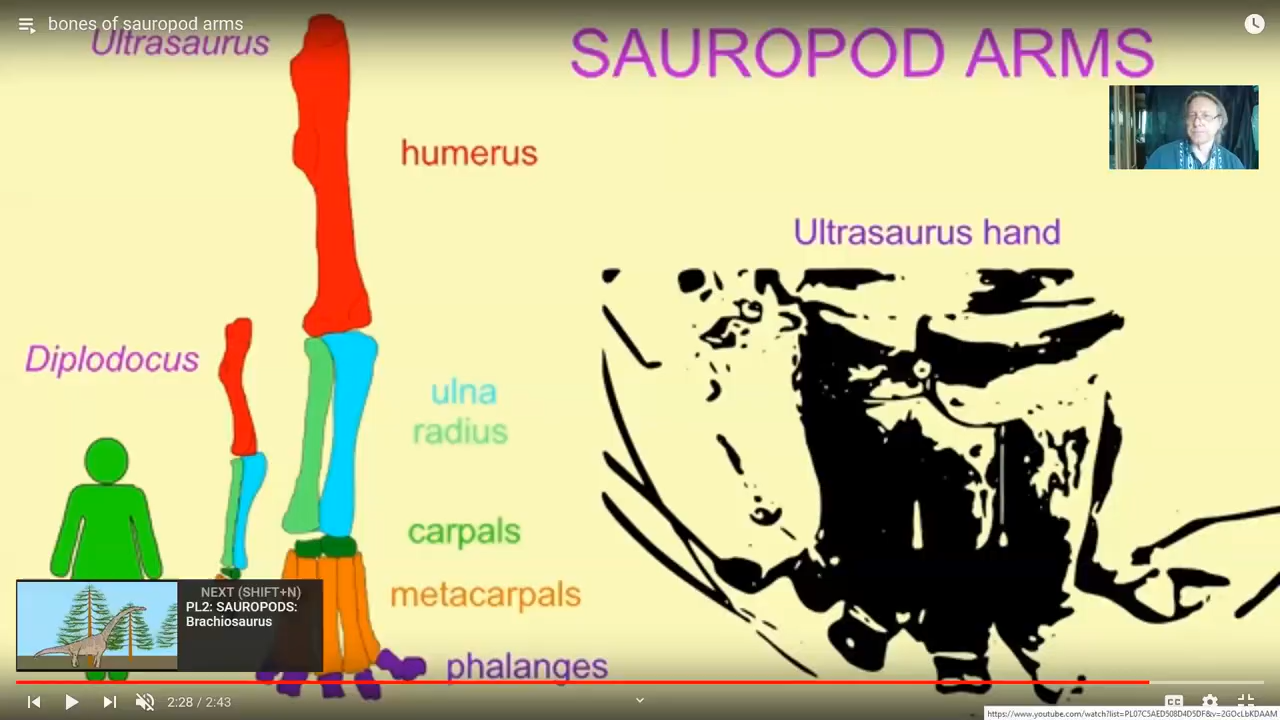 bones of sauropod arms
Ultrasaurus
SAUROPOD ARMS
humerus
Ultrasaurus hand
Diplodocus
ulna
radius
carpals
metacarpals
phalanges
NEXT (SHIFT+N)
PL2: SAUROPODS:
Brachiosaurus
2:28 / 2:43
CC
https://www.youtube.com/watch?list=PL07C5AED508D4D5DF&v=2GOcLbKDAAM